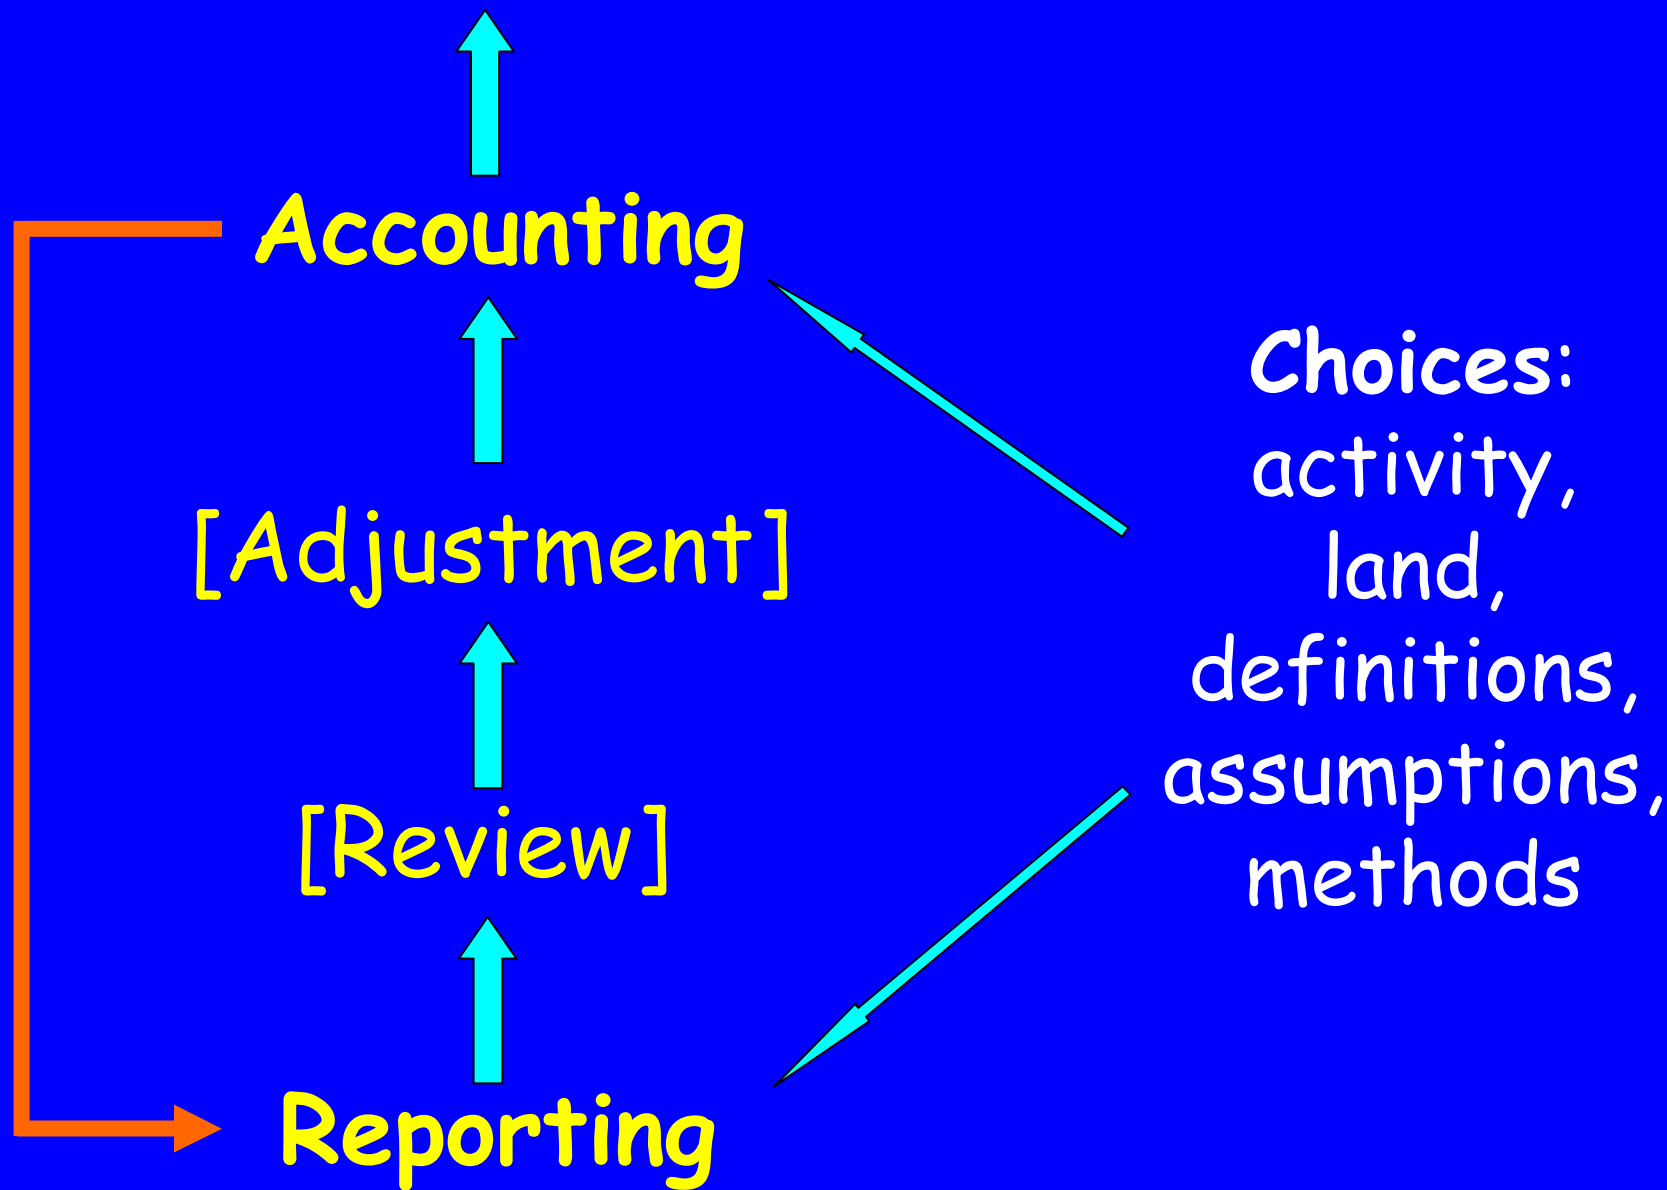 Accounting
[Adjustment]
[Review]
Reporting
Choices:
activity,
land,
definitions,
assumptions,
methods